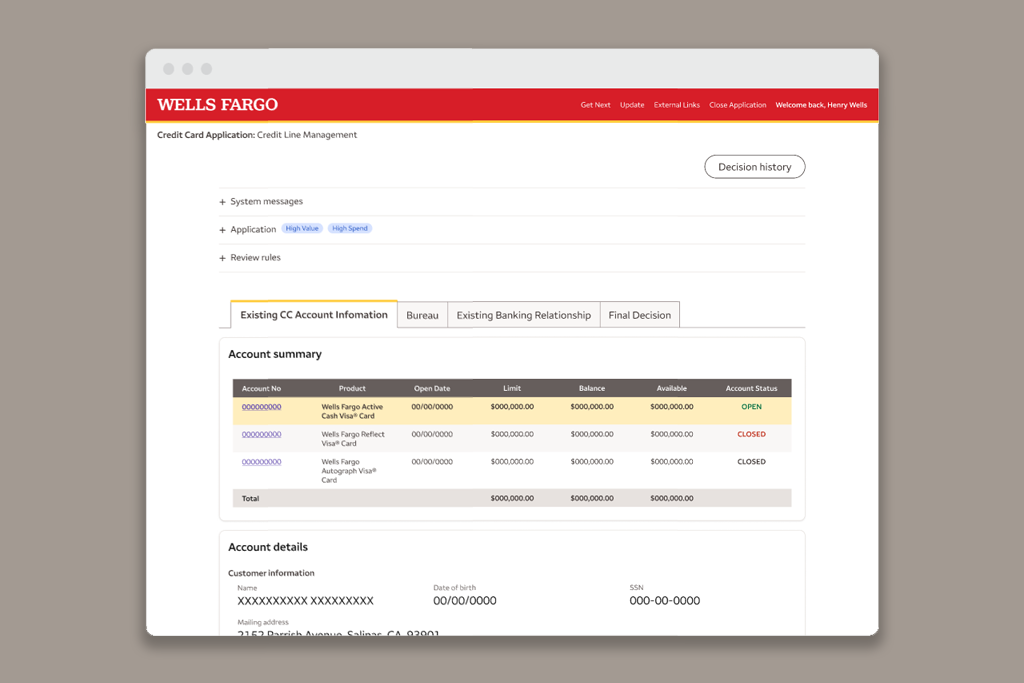 WELLS FARGO
Get Next Update External Links Close Application Welcome back, Henry Wells
Credit Card Application: Credit Line Management
Decision history
+ System messages
+ Application High Value High Spend
+ Review rules
Existing CC Account Infomation Bureau Existing Banking Relationship Final Decision
Account summary
Account No Product Open Date Limit Balance Available Account Status
000000000 Wells Fargo Active 00/00/0000 $000,000.00 $000,000.00 $000,000.00 OPEN
Cash Visa® Card
000000000 Wells Fargo Reflect 00/00/0000 $000,000.00 $000,000.00 $000,000.00 CLOSED
Visa® Card
000000000 Wells Fargo 00/00/0000 $000,000.00 $000,000.00 $000,000.00 CLOSED
Autograph Visa®
Card
Total $000,000.00 $000,000.00 $000,000.00
Account details
Customer information
Name Date of birth SSN
XXXXXXXXXX XXXXXXXXX 00/00/0000 000-00-0000
Mailing address
2152 Parrish Avenue, Salinas, CA, 93901